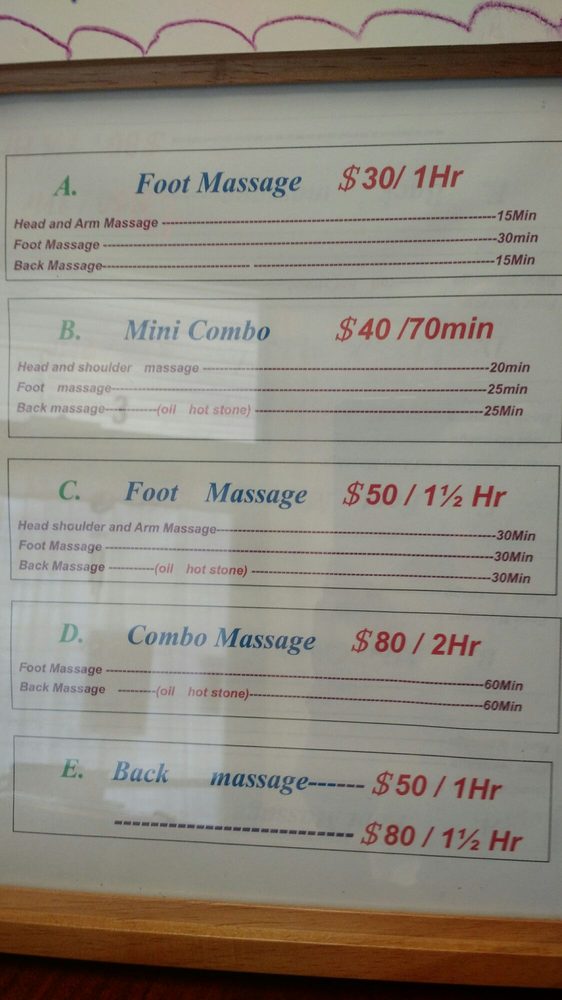 A. Foot Massage $30/ 1Hr
Head and Arm Massage ---------------15Min
Foot Massage ---------------30min
Back Massage---------------15Min
B. Mini Combo $40 /70min
Head and shoulder massage ---------------20min
Foot massage---------------25min
Back massage---------(oil hot stone) ---------------25Min
C. Foot Massage $50 / 1½ Hr
Head shoulder and Arm Massage---------------30Min
Foot Massage ---------------30Min
Back Massage ---------(oil hot stone) ---------------30Min
D. Combo Massage $80 / 2Hr
Foot Massage ---------------60Min
Back Massage --------(oil hot stone)---------------60Min
E. Back massage------ $50 / 1Hr
------------------------- $80 / 1½ Hr